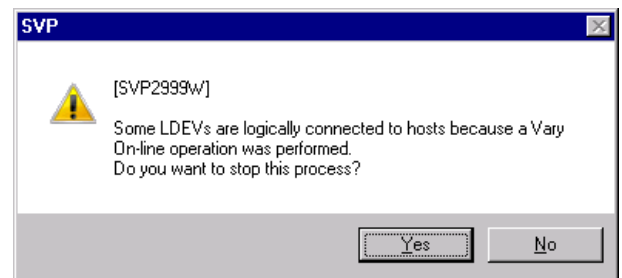 SVP
[SVP2999W]
Some LDEVs are logically connected to hosts because a Vary
On-line operation was performed.
Do you want to stop this process?
Yes No